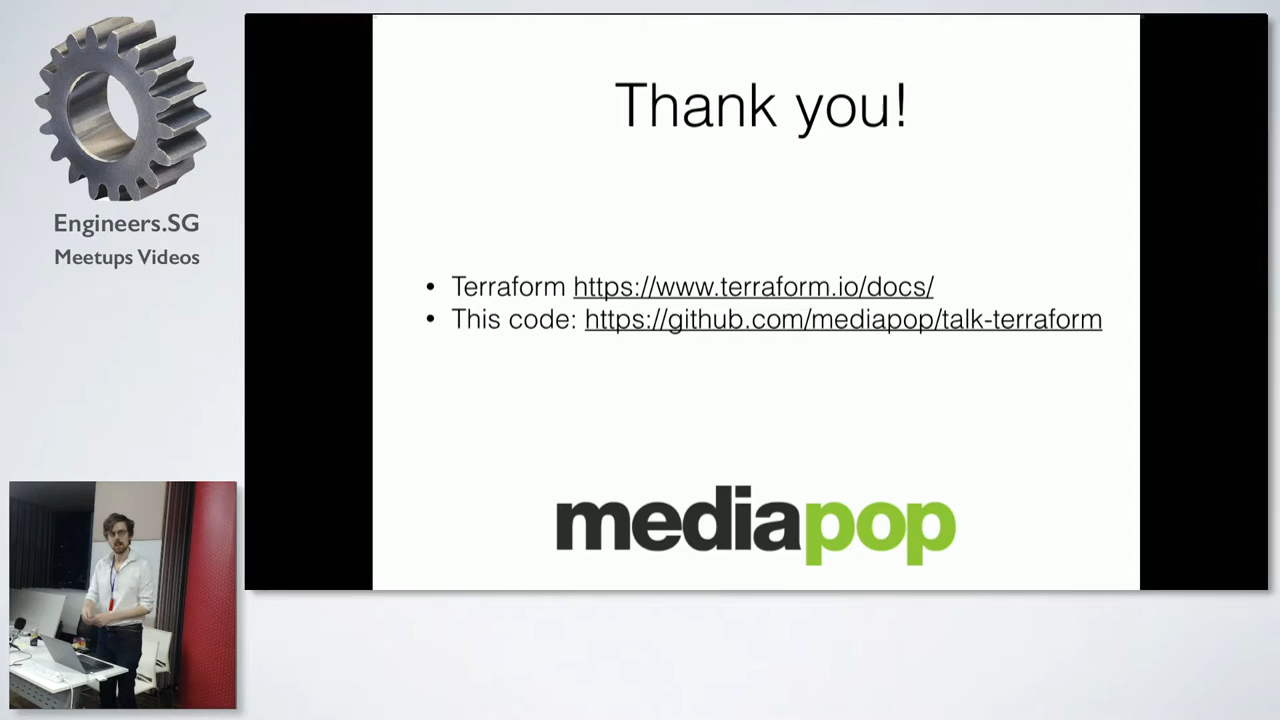 Engineers.SG
Meetups Videos
Thank you!
• Terraform https://www.terraform.io/docs/
• This code: https://github.com/mediapop/talk-terraform
mediapop